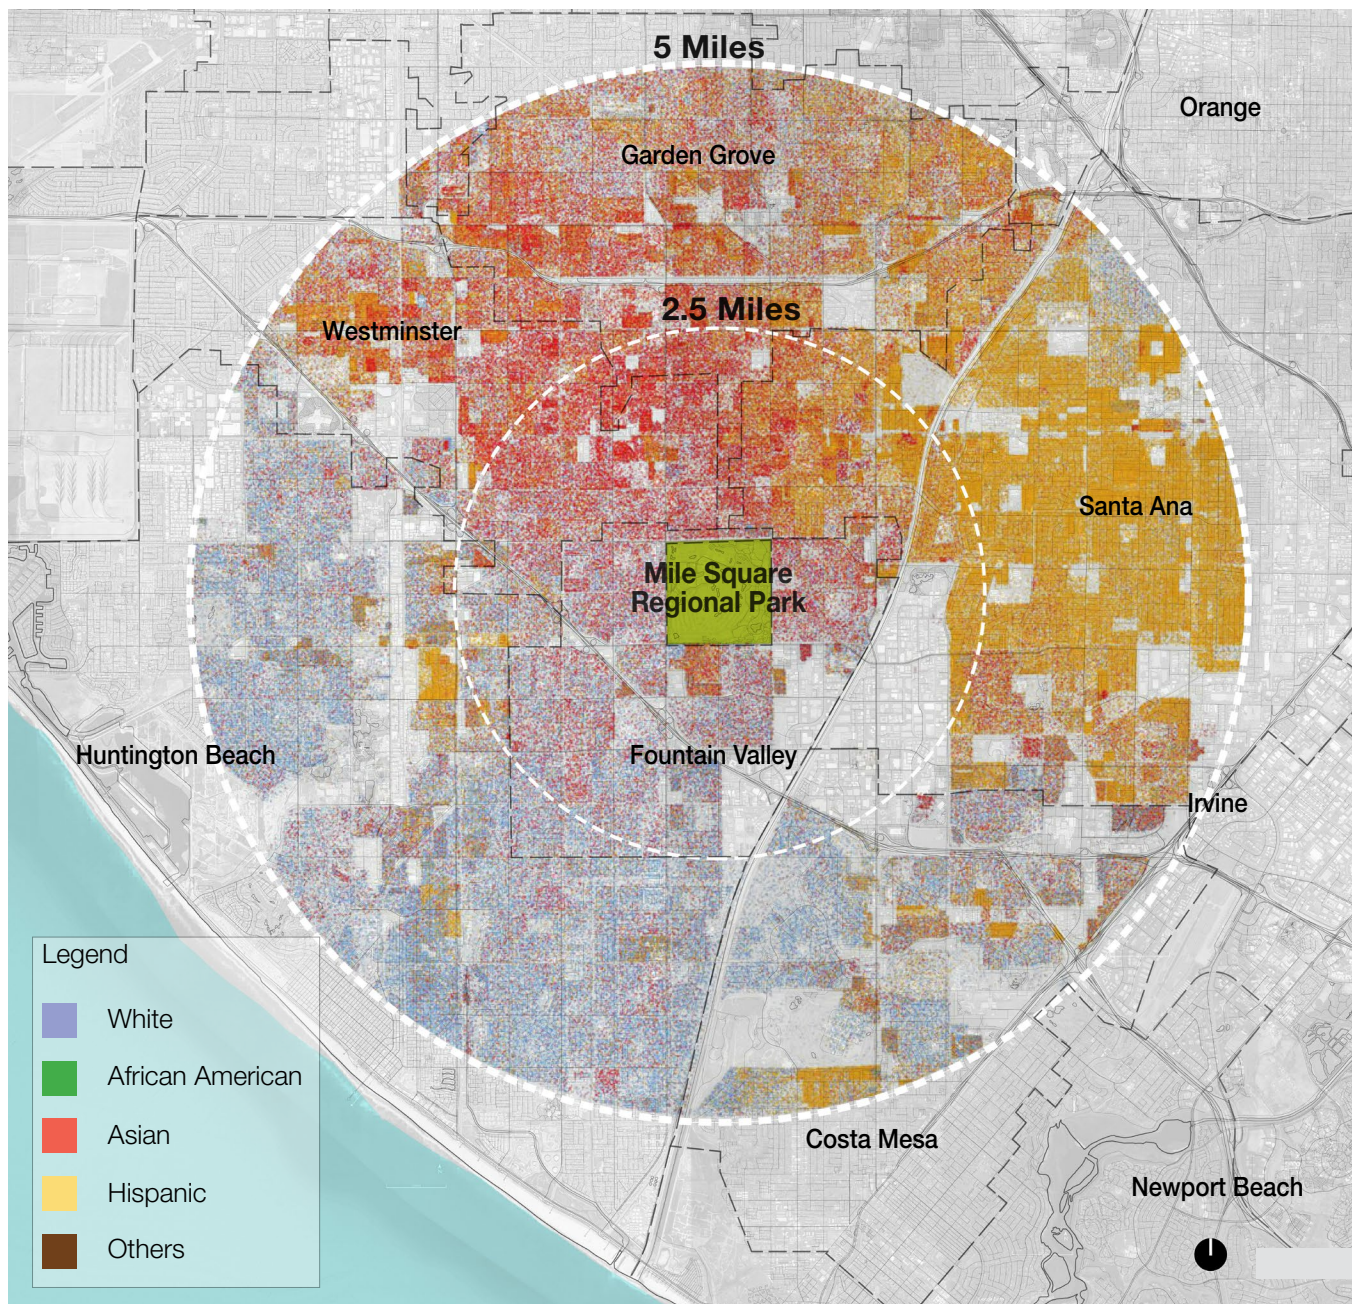 5 Miles
Orange
Garden Grove
2.5 Miles
Westminster
Santa Ana
Mile Square
Regional Park
Huntington Beach
Fountain Valley
Irvine
Legend
White
African American
Asian
Hispanic
Others
Costa Mesa
Newport Beach